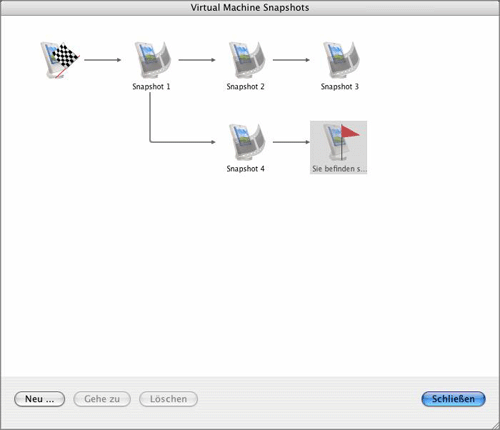 Virtual Machine Snapshots
Snapshot 1
Snapshot 2
Snapshot 3
Snapshot 4
Sie befinden s...
Neu ...
Gehe zu
Löschen
Schließen